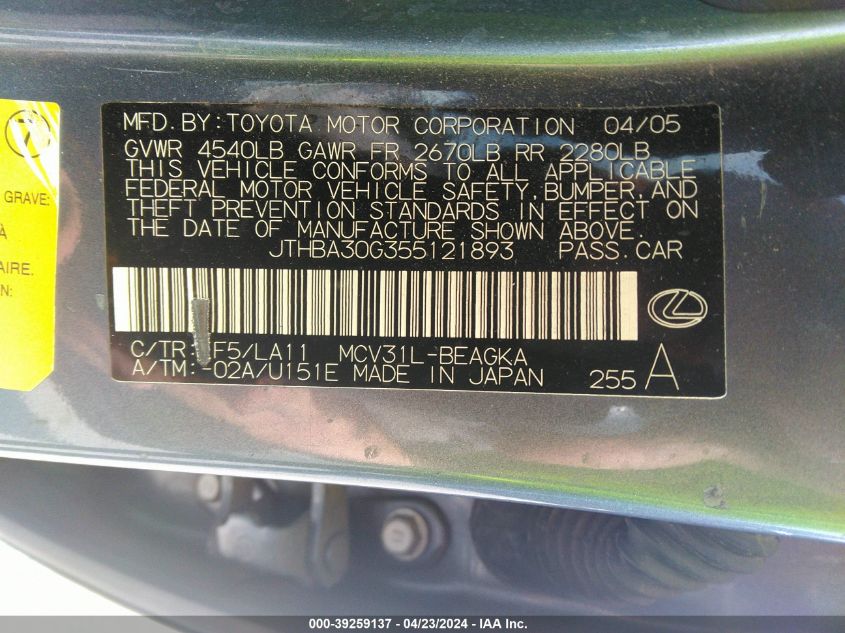 GRAVE:
À
AIRE.
N:
MFD. BY: TOYOTA MOTOR CORPORATION 04/05
GVWR 4540LB GAWR FR 2670LB RR 2280LB
THIS VEHICLE CONFORMS TO ALL APPLICABLE
FEDERAL MOTOR VEHICLE SAFETY, BUMPER, AND
THEFT PREVENTION STANDARDS IN EFFECT ON
THE DATE OF MANUFACTURE SHOWN ABOVE.
JTHBA30G355121893 PASS. CAR
C/TR: F5/LA11 MCV31L-BEAGKA
A/TM: -02A/U151E MADE IN JAPAN 255 A
000-39259137 - 04/23/2024 - IAA Inc.